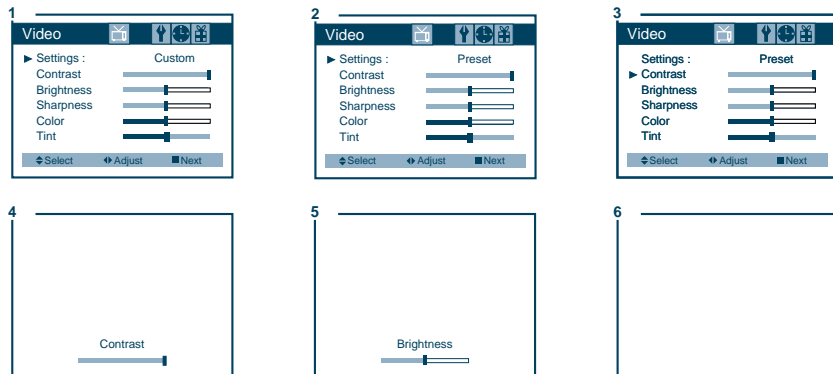 1
Video
Settings : Custom
Contrast
Brightness
Sharpness
Color
Tint
Select Adjust Next
2
Video
Settings : Preset
Contrast
Brightness
Sharpness
Color
Tint
Select Adjust Next
3
Video
Settings : Preset
Contrast
Brightness
Sharpness
Color
Tint
Select Adjust Next
4
Contrast
5
Brightness
6